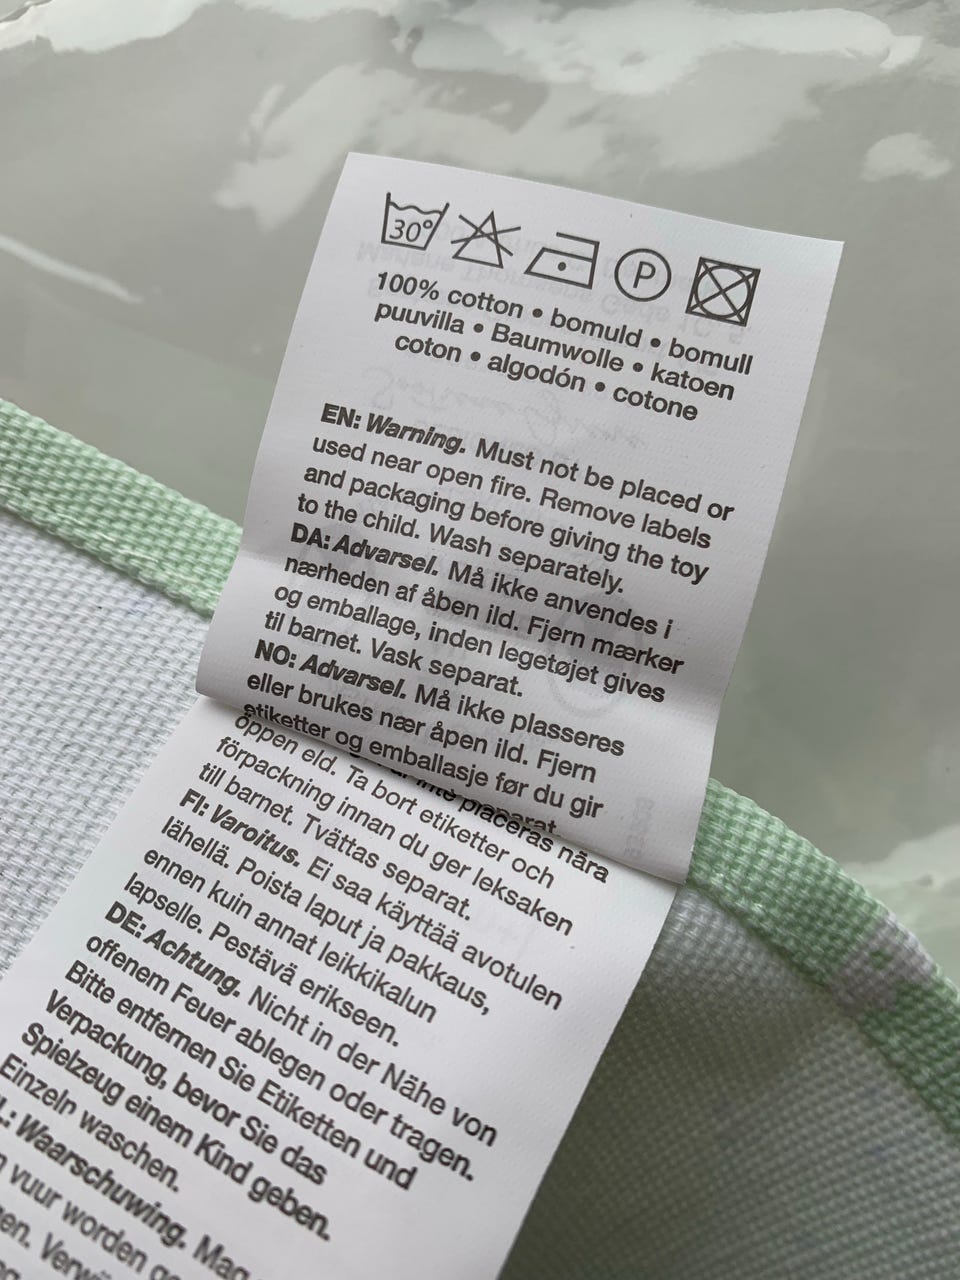 30°
P
100% cotton • bomuld • bomull
puuvilla • Baumwolle • katoen
coton • algodón • cotone
EN: Warning. Must not be placed or
used near open fire. Remove labels
and packaging before giving the toy
to the child. Wash separately.
DA: Advarsel. Må ikke anvendes i
nærheden af åben ild. Fjern mærker
og emballage, inden legetøjet gives
til barnet. Vask separat.
NO: Advarsel. Må ikke plasseres
eller brukes nær åpen ild. Fjern
etiketter og emballasje før du gir
inte placeras nära
öppen eld. Ta bort etiketter och
förpackning innan du ger leksaken
till barnet. Tvättas separat.
FI: Varoitus. Ei saa käyttää avotulen
lähellä. Poista laput ja pakkaus,
ennen kuin annat leikkikalun
lapselle. Pestävä erikseen.
DE: Achtung. Nicht in der Nähe von
offenem Feuer ablegen oder tragen.
Bitte entfernen Sie Etiketten und
Verpackung, bevor Sie das
Spielzeug einem Kind geben.
Einzeln waschen.
Waarschuwing. Mag
vuur worden